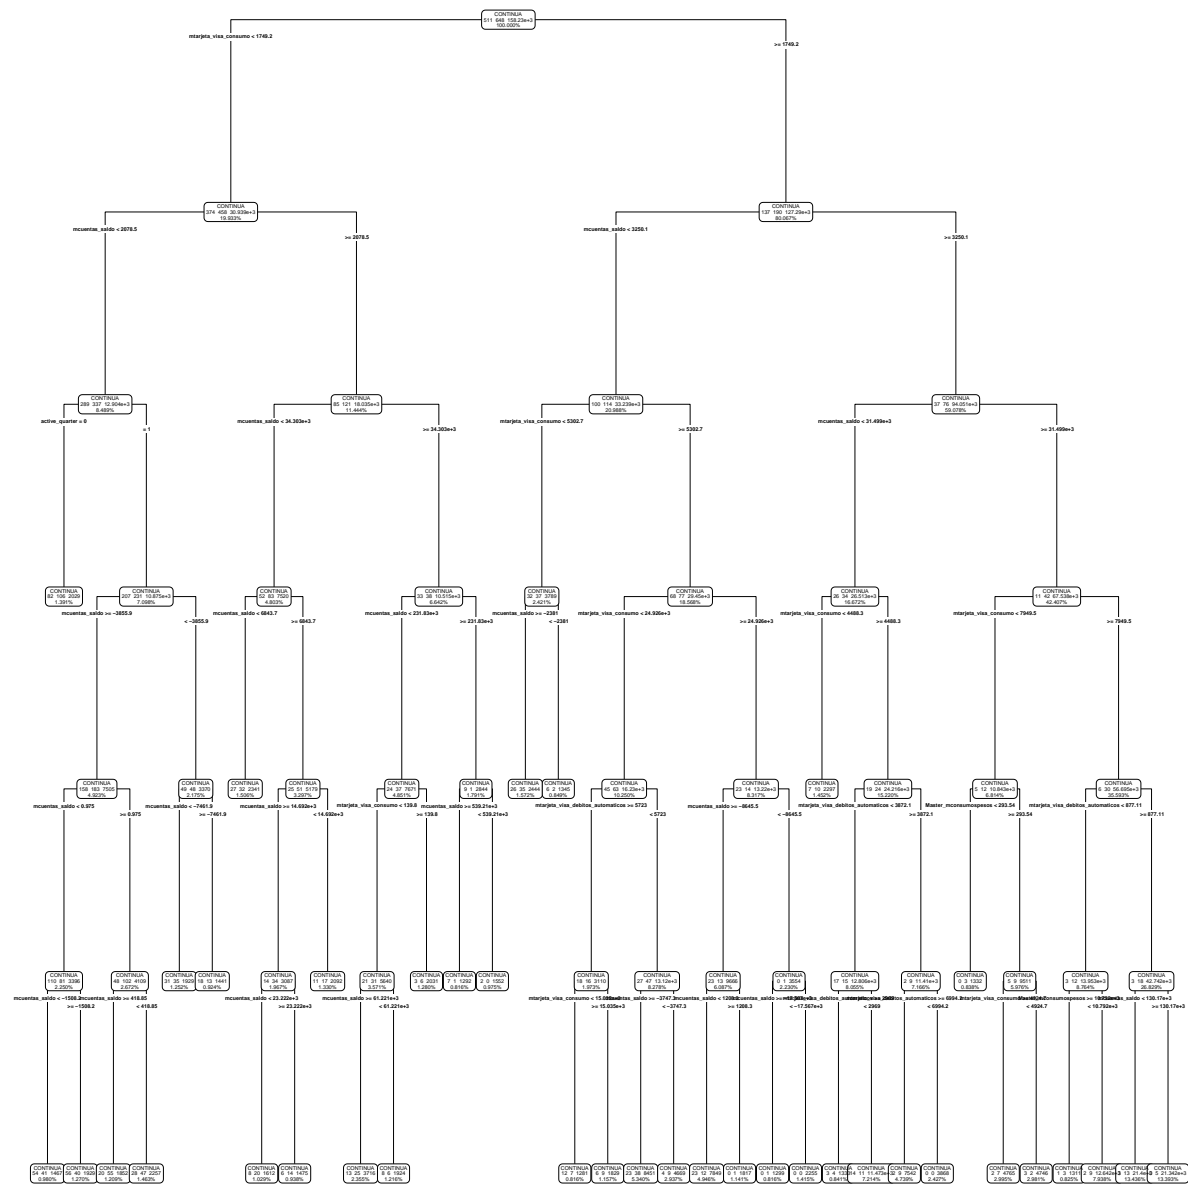 CONTINUA
511 648 158.23e+3
100.000%
mtarjeta_visa_consumo < 1749.2
>= 1749.2
CONTINUA
374 458 30.939e+3
19.933%
CONTINUA
137 190 127.29e+3
80.067%
mcuentas_saldo < 2078.5
>= 2078.5
mcuentas_saldo < 3250.1
>= 3250.1
CONTINUA
289 337 12.904e+3
8.489%
CONTINUA
85 121 18.035e+3
11.444%
CONTINUA
100 114 33.239e+3
20.988%
CONTINUA
37 76 94.051e+3
59.078%
active_quarter = 0
= 1
mcuentas_saldo < 34.303e+3
>= 34.303e+3
mtarjeta_visa_consumo < 5302.7
>= 5302.7
mcuentas_saldo < 31.499e+3
>= 31.499e+3
CONTINUA
82 106 2029
1.391%
CONTINUA
207 231 10.875e+3
7.098%
CONTINUA
52 83 7520
4.803%
CONTINUA
33 38 10.515e+3
6.642%
CONTINUA
32 37 3789
2.421%
CONTINUA
68 77 29.45e+3
18.568%
CONTINUA
26 34 26.513e+3
16.672%
CONTINUA
11 42 67.538e+3
42.407%
mcuentas_saldo >= -3855.9
< -3855.9
mcuentas_saldo < 6843.7
>= 6843.7
mcuentas_saldo < 231.83e+3
>= 231.83e+3
mcuentas_saldo >= -2381
< -2381
mtarjeta_visa_consumo < 24.926e+3
>= 24.926e+3
mtarjeta_visa_consumo < 4488.3
>= 4488.3
mtarjeta_visa_consumo < 7949.5
>= 7949.5
CONTINUA
158 183 7505
4.923%
CONTINUA
49 48 3370
2.175%
CONTINUA
27 32 2341
1.506%
CONTINUA
25 51 5179
3.297%
CONTINUA
24 37 7671
4.851%
CONTINUA
9 1 2844
1.791%
CONTINUA
26 35 2444
1.572%
CONTINUA
6 2 1345
0.849%
CONTINUA
45 63 16.23e+3
10.250%
CONTINUA
23 14 13.22e+3
8.317%
CONTINUA
7 10 2297
1.452%
CONTINUA
19 24 24.216e+3
15.220%
CONTINUA
5 12 10.843e+3
6.814%
CONTINUA
6 30 56.695e+3
35.593%
mcuentas_saldo < 0.975
>= 0.975
mcuentas_saldo < -7461.9
>= -7461.9
mcuentas_saldo >= 14.692e+3
< 14.692e+3
mtarjeta_visa_consumo < 139.8
>= 139.8
mcuentas_saldo >= 539.21e+3
< 539.21e+3
mtarjeta_visa_debitos_automaticos >= 5723
< 5723
mcuentas_saldo >= -8645.5
< -8645.5
mtarjeta_visa_debitos_automaticos < 3872.1
>= 3872.1
Master_mconsumospesos < 293.54
>= 293.54
mtarjeta_visa_debitos_automaticos < 877.11
>= 877.11
CONTINUA
110 81 3396
2.250%
CONTINUA
48 102 4109
2.672%
CONTINUA
31 35 1929
1.252%
CONTINUA
18 13 1441
0.924%
CONTINUA
14 34 3087
1.967%
CONTINUA
11 17 2092
1.330%
CONTINUA
21 31 5640
3.571%
CONTINUA
3 6 2031
1.280%
CONTINUA
7 1 1292
0.816%
CONTINUA
2 0 1552
0.975%
CONTINUA
18 16 3110
1.973%
CONTINUA
27 47 13.12e+3
8.278%
CONTINUA
23 13 9666
6.087%
CONTINUA
0 1 3554
2.230%
CONTINUA
17 15 12.806e+3
8.055%
CONTINUA
2 9 11.41e+3
7.166%
CONTINUA
0 3 1332
0.838%
CONTINUA
5 9 9511
5.976%
CONTINUA
3 12 13.953e+3
8.764%
CONTINUA
3 18 42.742e+3
26.829%
mcuentas_saldo < -1508.2
>= -1508.2
mcuentas_saldo >= 418.85
< 418.85
mcuentas_saldo < 23.222e+3
>= 23.222e+3
mcuentas_saldo >= 61.221e+3
< 61.221e+3
>= 15.035e+3
< -3747.3
>= 1208.3
< -17.567e+3
< 2969
>= 6994.2
< 4924.7
< 10.792e+3
>= 130.17e+3
CONTINUA
54 41 1467
0.980%
CONTINUA
56 40 1929
1.270%
CONTINUA
20 55 1852
1.209%
CONTINUA
28 47 2257
1.463%
CONTINUA
8 20 1612
1.029%
CONTINUA
6 14 1475
0.938%
CONTINUA
13 25 3716
2.355%
CONTINUA
8 6 1924
1.216%
CONTINUA
12 7 1281
0.816%
CONTINUA
6 9 1829
1.157%
CONTINUA
23 38 8451
5.340%
CONTINUA
4 9 4669
2.937%
CONTINUA
23 12 7849
4.946%
CONTINUA
0 1 1817
1.141%
CONTINUA
0 1 1299
0.816%
CONTINUA
0 0 2255
1.415%
CONTINUA
0.841%
CONTINUA
7.214%
CONTINUA
2 9 7542
4.739%
CONTINUA
0 0 3868
2.427%
CONTINUA
2 7 4765
2.995%
CONTINUA
3 2 4746
2.981%
CONTINUA
0.825%
CONTINUA
7.938%
CONTINUA
13.436%
CONTINUA
13.393%